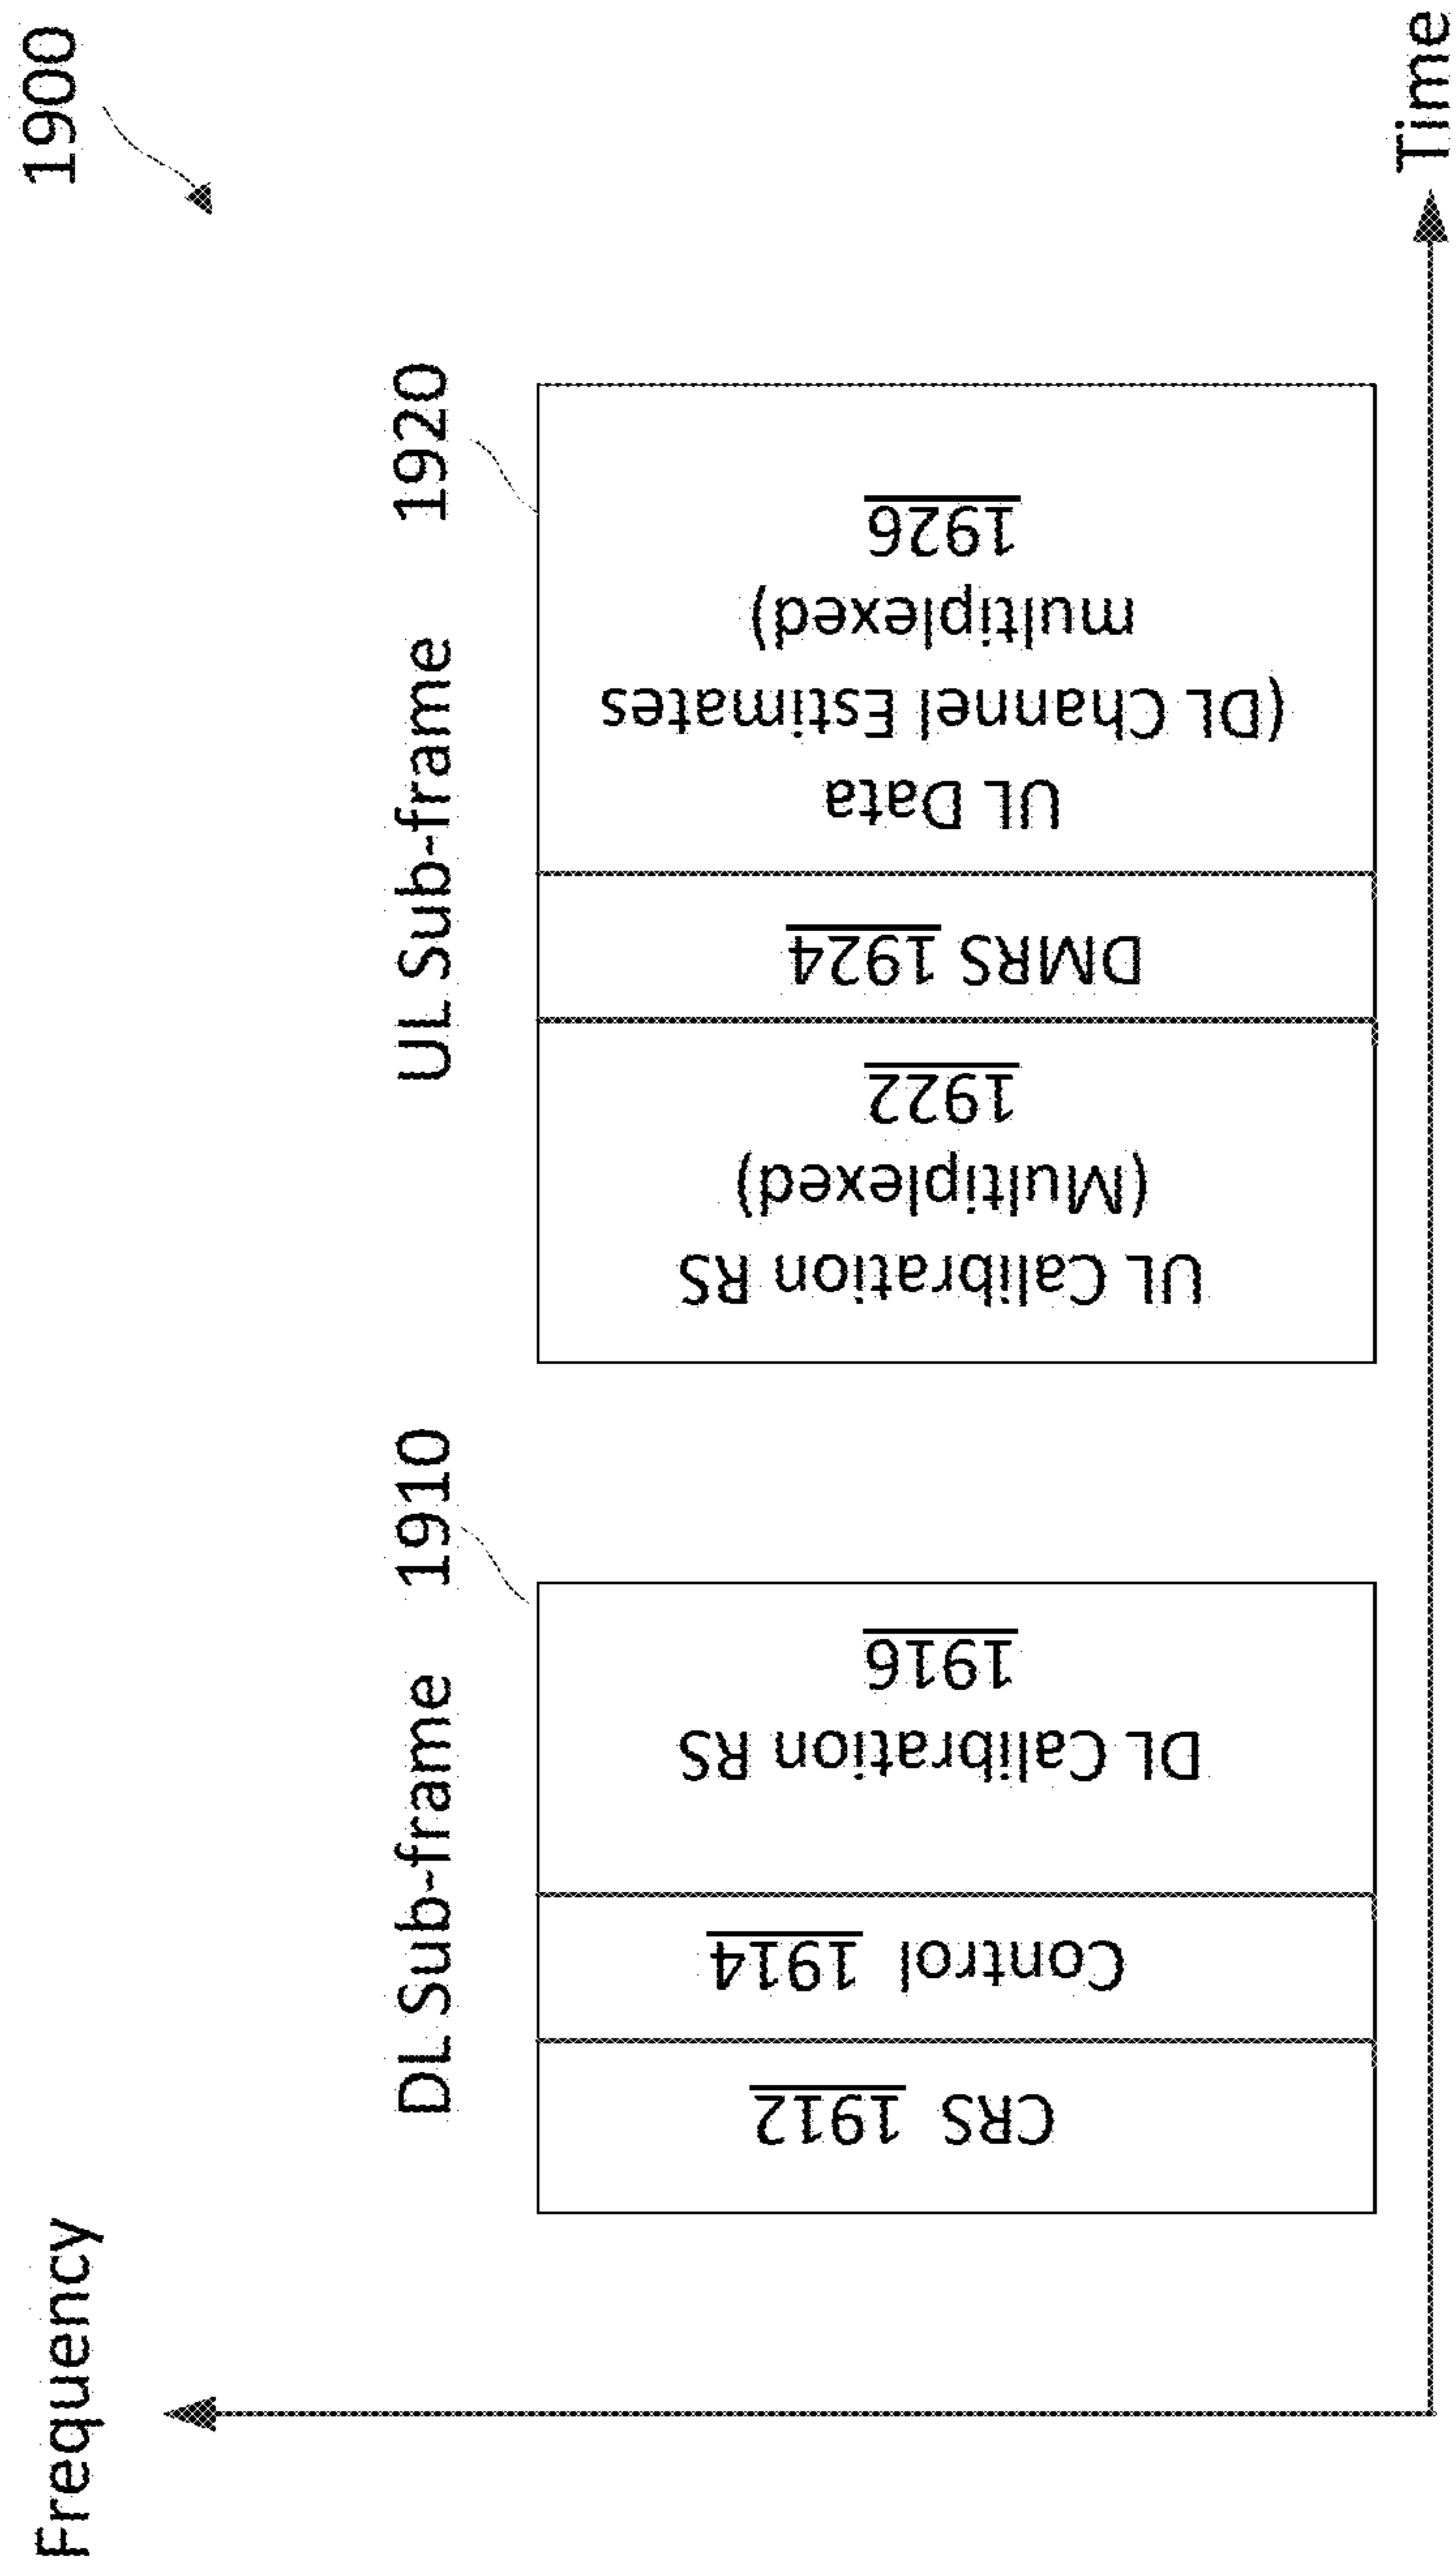 1900
Frequency
DL Sub-frame 1910
CRS 1912
Control 1914
DL Calibration RS
1916
UL Sub-frame 1920
UL Calibration RS
(Multiplexed)
1922
DMRS 1924
UL Data
(DL Channel Estimates
multiplexed)
1926
Time